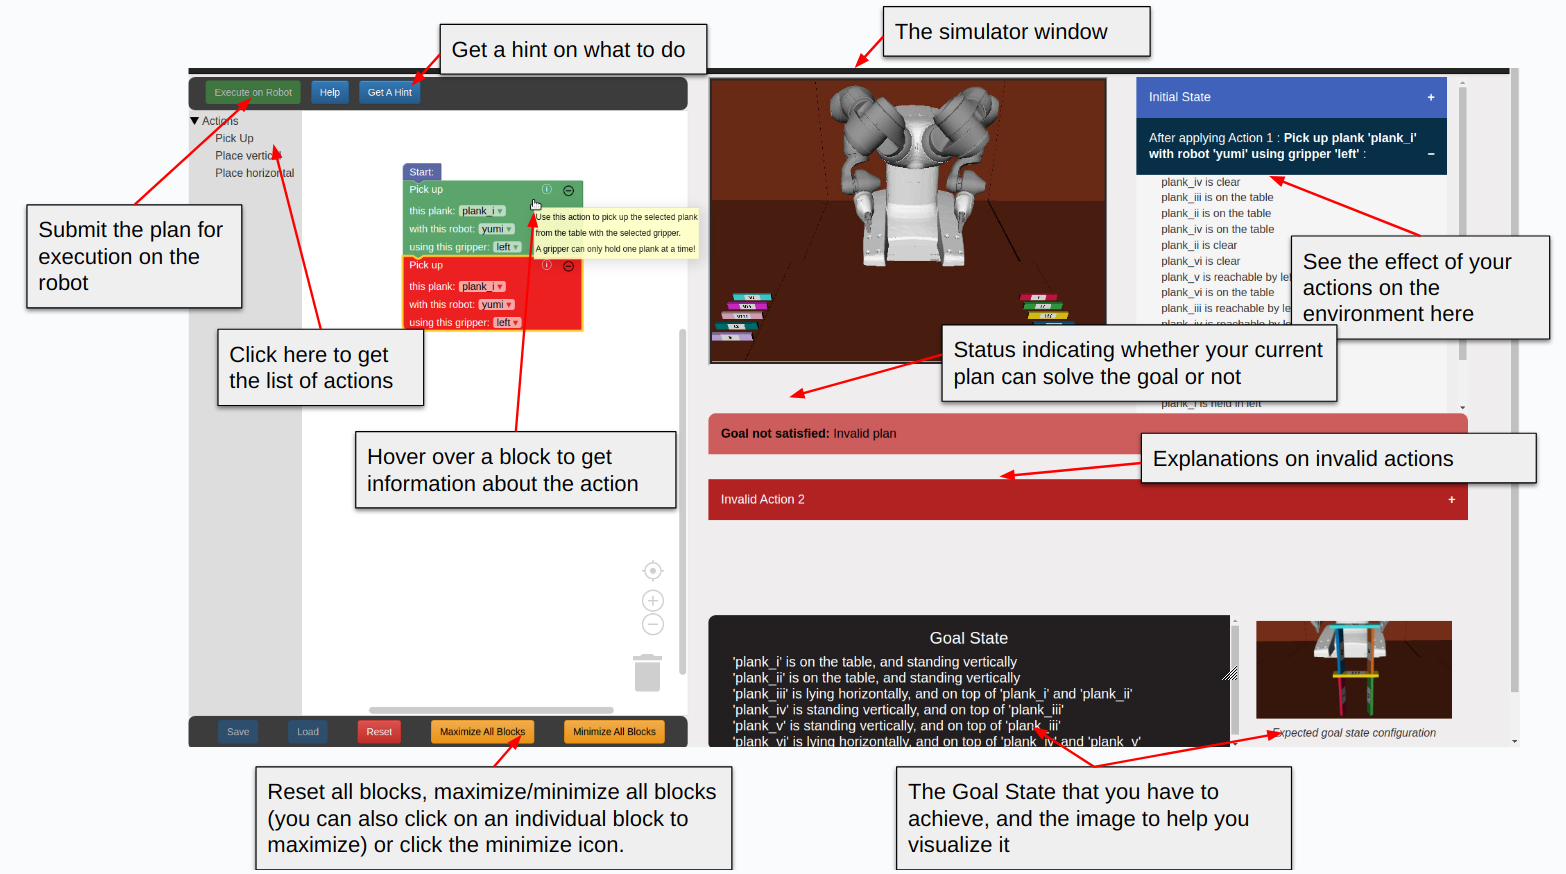 Get a hint on what to do
The simulator window
Execute on Robot
Help
Get A Hint
Actions
Pick Up
Place vertical
Place horizontal
Start:
Pick up
this plank: plank_i
with this robot: yumi
using this gripper: left
Use this action to pick up the selected plank
from the table with the selected gripper.
A gripper can only hold one plank at a time!
Pick up
this plank: plank_i
with this robot: yumi
using this gripper: left
Submit the plan for
execution on the
robot
Click here to get
the list of actions
Hover over a block to get
information about the action
Initial State +
After applying Action 1 : Pick up plank 'plank_i'
with robot 'yumi' using gripper 'left' : −
plank_iv is clear
plank_iii is on the table
plank_ii is on the table
plank_iv is on the table
plank_ii is clear
plank_vi is clear
plank_v is reachable by
plank_vi is on the table
plank_iii is reachable by
plank_i is held in left
See the effect of your
actions on the
environment here
Status indicating whether your current
plan can solve the goal or not
Goal not satisfied: Invalid plan
Explanations on invalid actions
Invalid Action 2 +
Goal State
'plank_i' is on the table, and standing vertically
'plank_ii' is on the table, and standing vertically
'plank_iii' is lying horizontally, and on top of 'plank_i' and 'plank_ii'
'plank_iv' is standing vertically, and on top of 'plank_iii'
'plank_v' is standing vertically, and on top of 'plank_iii'
'plank_vi' is lying horizontally, and on top of 'plank_iv' and 'plank_v'
Expected goal state configuration
Save
Load
Reset
Maximize All Blocks
Minimize All Blocks
Reset all blocks, maximize/minimize all blocks
(you can also click on an individual block to
maximize) or click the minimize icon.
The Goal State that you have to
achieve, and the image to help you
visualize it